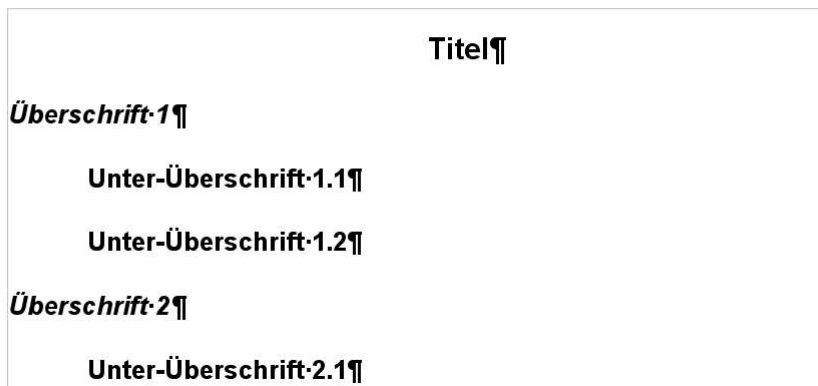 Titel¶
Überschrift·1¶
Unter-Überschrift·1.1¶
Unter-Überschrift·1.2¶
Überschrift·2¶
Unter-Überschrift·2.1¶